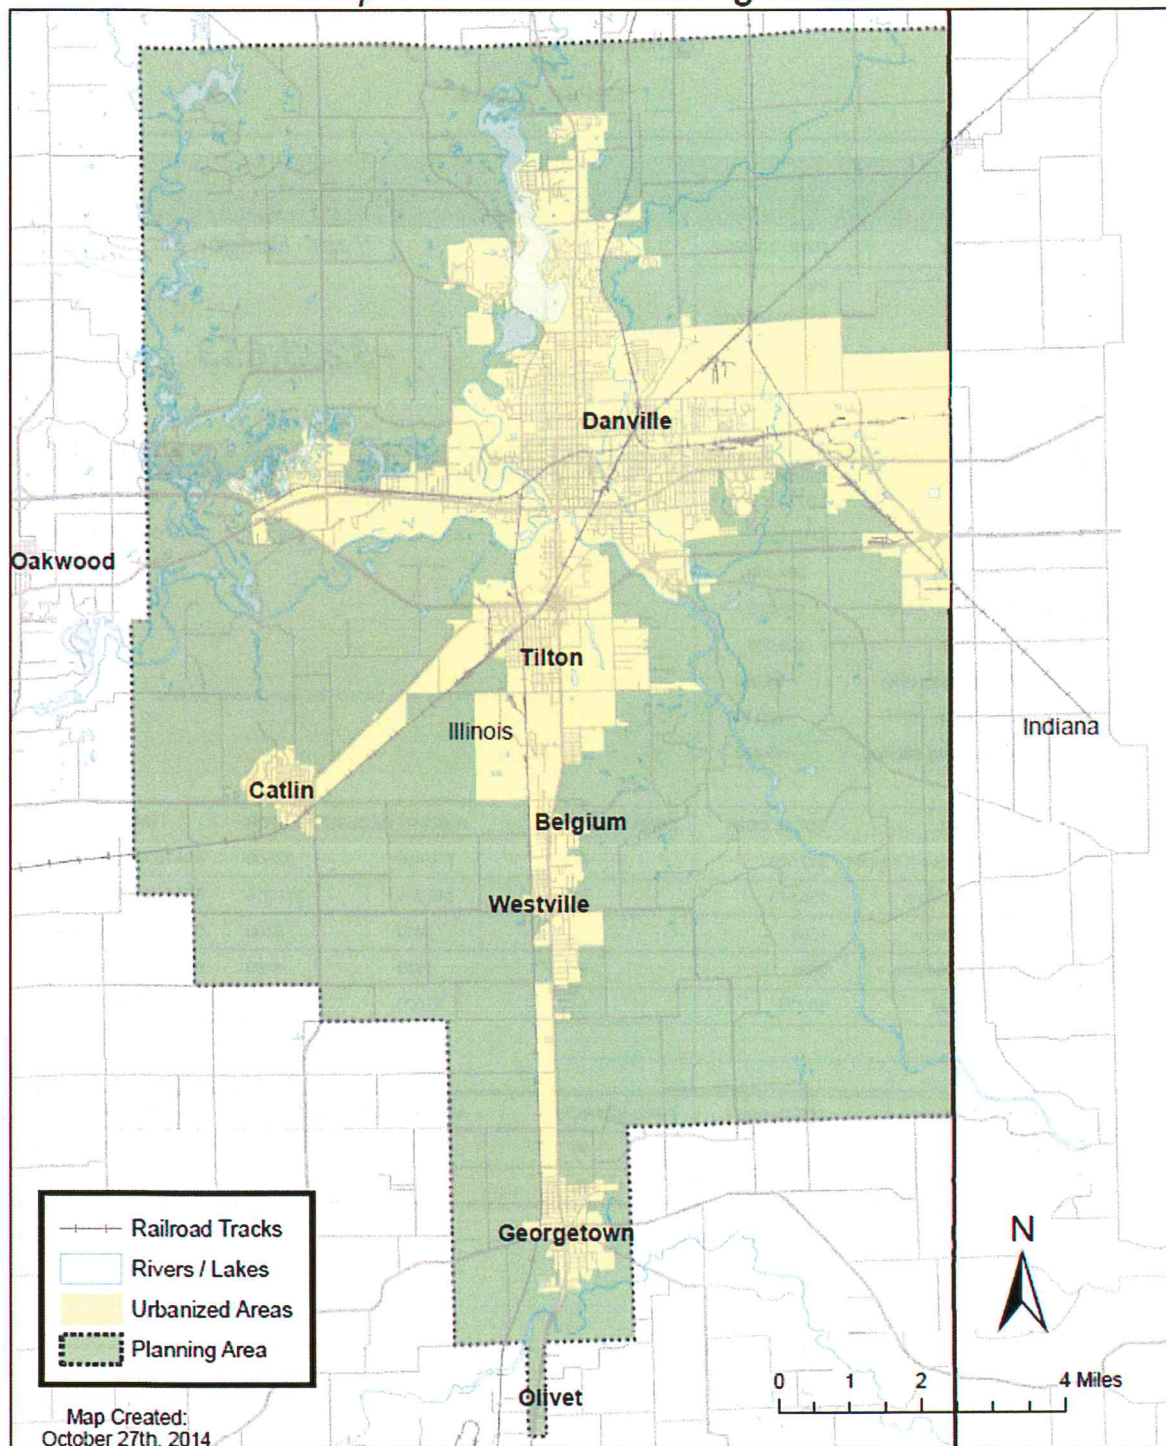 Danville
Oakwood
Tilton
Illinois
Indiana
Catlin
Belgium
Westville
Georgetown
Olivet
Railroad Tracks
Rivers / Lakes
Urbanized Areas
Planning Area
N
0 1 2 4 Miles
Map Created:
October 27th, 2014